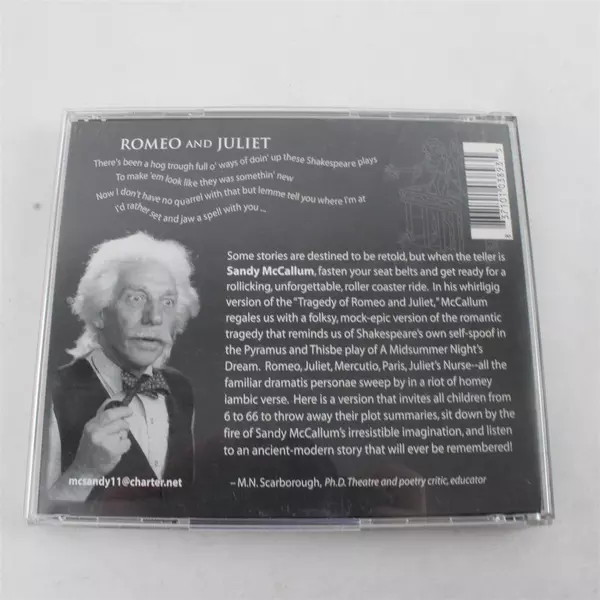 ROMEO AND JULIET
There's been a hog trough full o' ways of doin' up these Shakespeare plays
To make 'em look like they was somethin' new
Now I don't have no quarrel with that but lemme tell you where I'm at
I'd rather set and jaw a spell with you ...
Some stories are destined to be retold, but when the teller is
Sandy McCallum, fasten your seat belts and get ready for a
rollicking, unforgettable, roller coaster ride. In his whirligig
version of the "Tragedy of Romeo and Juliet," McCallum
regales us with a folksy, mock-epic version of the romantic
tragedy that reminds us of Shakespeare's own self-spoof in
the Pyramus and Thisbe play of A Midsummer Night's
Dream. Romeo, Juliet, Mercutio, Paris, Juliet's Nurse--all the
familiar dramatis personae sweep by in a riot of homey
iambic verse. Here is a version that invites all children from
6 to 66 to throw away their plot summaries, sit down by the
fire of Sandy McCallum's irresistible imagination, and listen
to an ancient-modern story that will ever be remembered!
– M.N. Scarborough, Ph.D. Theatre and poetry critic, educator
mcsandy11@charter.net
8 37101 03893 5